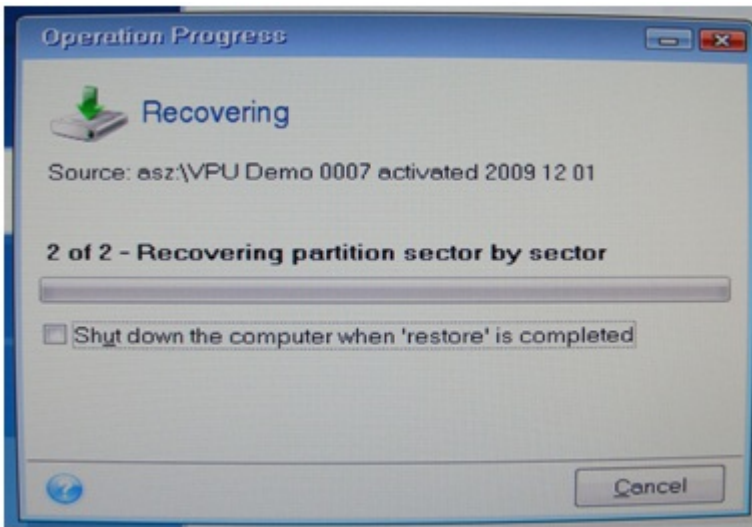 Operation Progress
Recovering
Source: asz:\VPU Demo 0007 activated 2009 12 01
2 of 2 - Recovering partition sector by sector
Shut down the computer when 'restore' is completed
Cancel